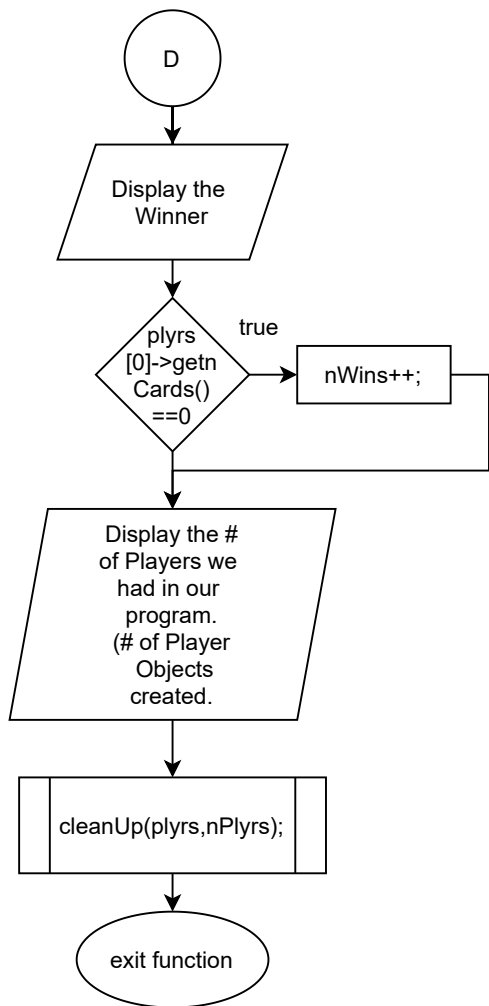 D
Display the
Winner
plyrs
[0]->getn
Cards()
==0
true
nWins++;
Display the #
of Players we
had in our
program.
(# of Player
Objects
created.
cleanUp(plyrs,nPlyrs);
exit function